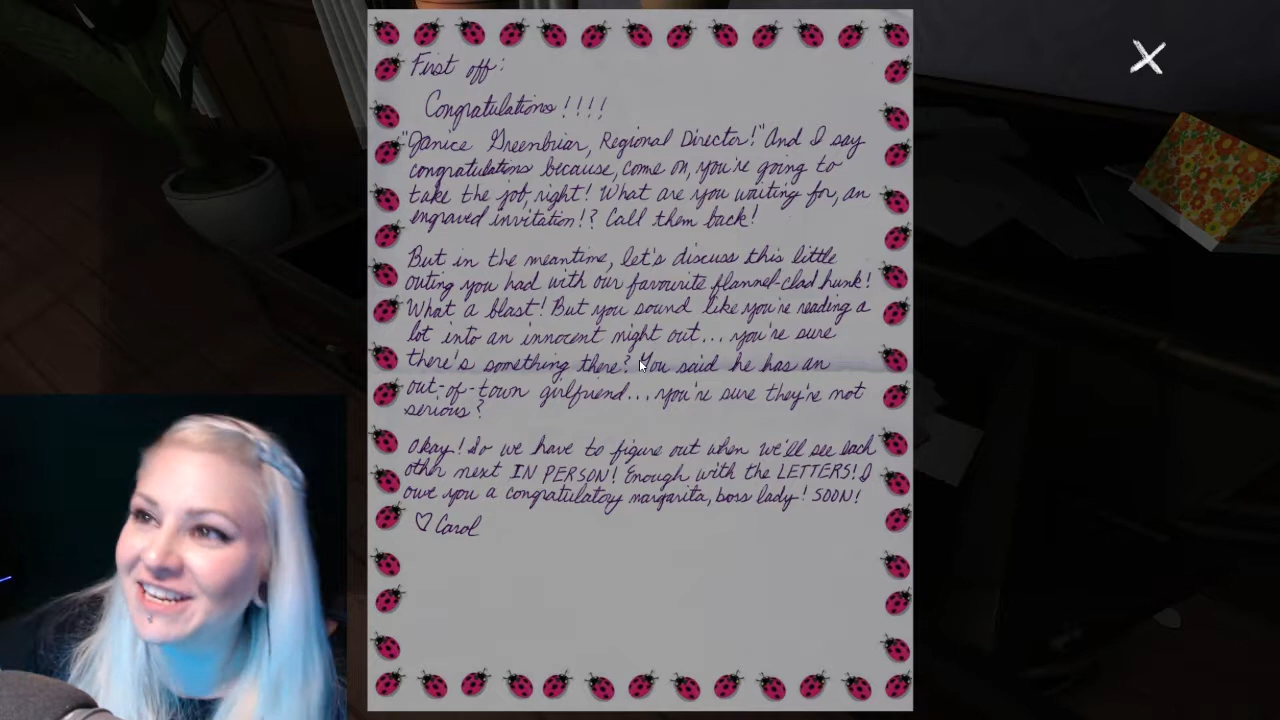 First off:
Congratulations!!!!
"Janice Greenbriar, Regional Director!" And I say
congratulations because, come on, you're going to
take the job, right! What are you waiting for, an
engraved invitation!? Call them back!
But in the meantime, let's discuss this little
outing you had with our favourite flannel-clad hunk!
What a blast! But you sound like you're reading a
lot into an innocent night out... you're sure
there's something there? You said he has an
out-of-town girlfriend... you're sure they're not
serious?
Okay! So we have to figure out when we'll see each
other next IN PERSON! Enough with the LETTERS! I
owe you a congratulatory margarita, boss lady! SOON!
♡ Carol